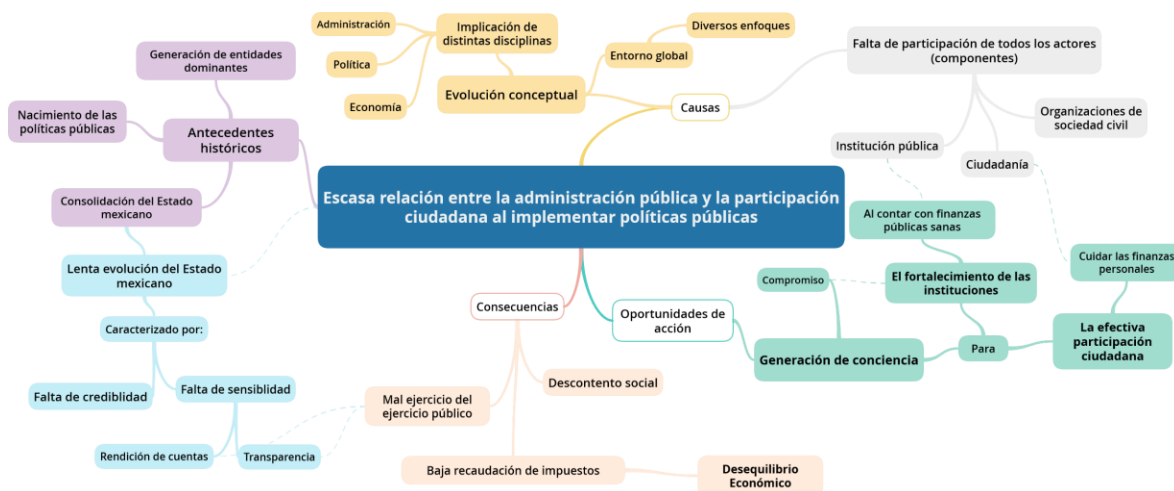 Escasa relación entre la administración pública y la participación
ciudadana al implementar políticas públicas
Antecedentes
históricos
Generación de entidades
dominantes
Nacimiento de las
políticas públicas
Consolidación del Estado
mexicano
Lenta evolución del Estado
mexicano
Caracterizado por:
Falta de crediblidad
Falta de sensiblidad
Rendición de cuentas
Transparencia
Causas
Evolución conceptual
Implicación de
distintas disciplinas
Administración
Política
Economía
Entorno global
Diversos enfoques
Falta de participación de todos los actores
(componentes)
Organizaciones de
sociedad civil
Institución pública
Ciudadanía
Consecuencias
Descontento social
Mal ejercicio del
ejercicio público
Baja recaudación de impuestos
Desequilibrio
Económico
Oportunidades de
acción
Generación de conciencia
Compromiso
Para
El fortalecimiento de las
instituciones
Al contar con finanzas
públicas sanas
La efectiva
participación
ciudadana
Cuidar las finanzas
personales